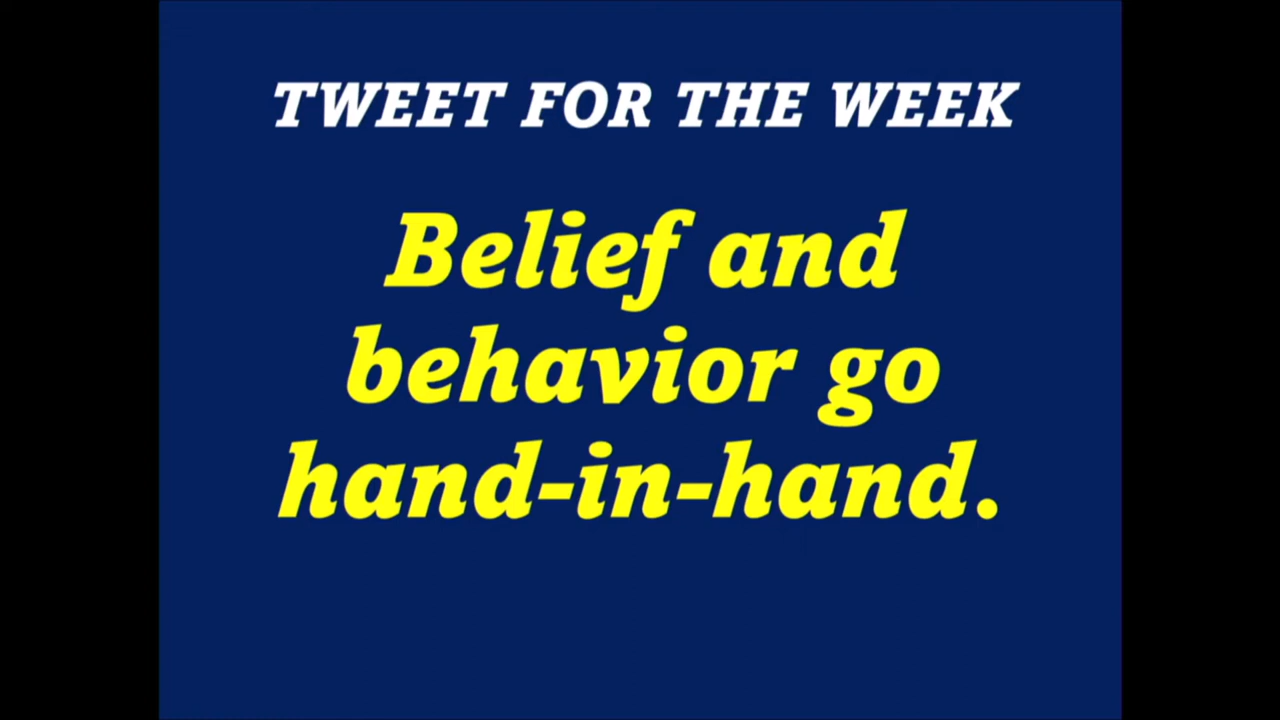 TWEET FOR THE WEEK
Belief and
behavior go
hand-in-hand.